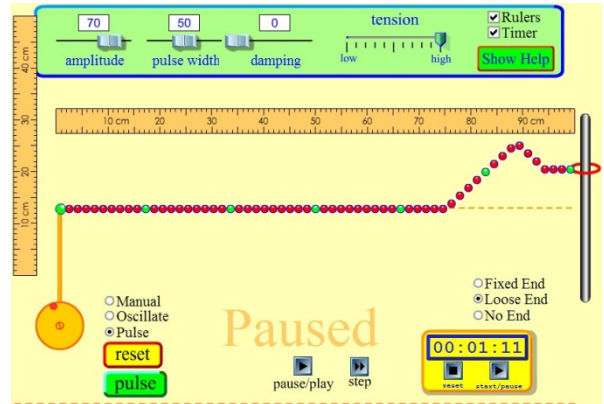 70 50 0
amplitude pulse width damping
tension
low high
Rulers
Timer
Show Help
40 cm
30
20
10 cm
10 cm 20 30 40 50 60 70 80 90 cm
Manual
Oscillate
Pulse
reset
pulse
Paused
pause/play step
Fixed End
Loose End
No End
00:01:11
reset start/pause